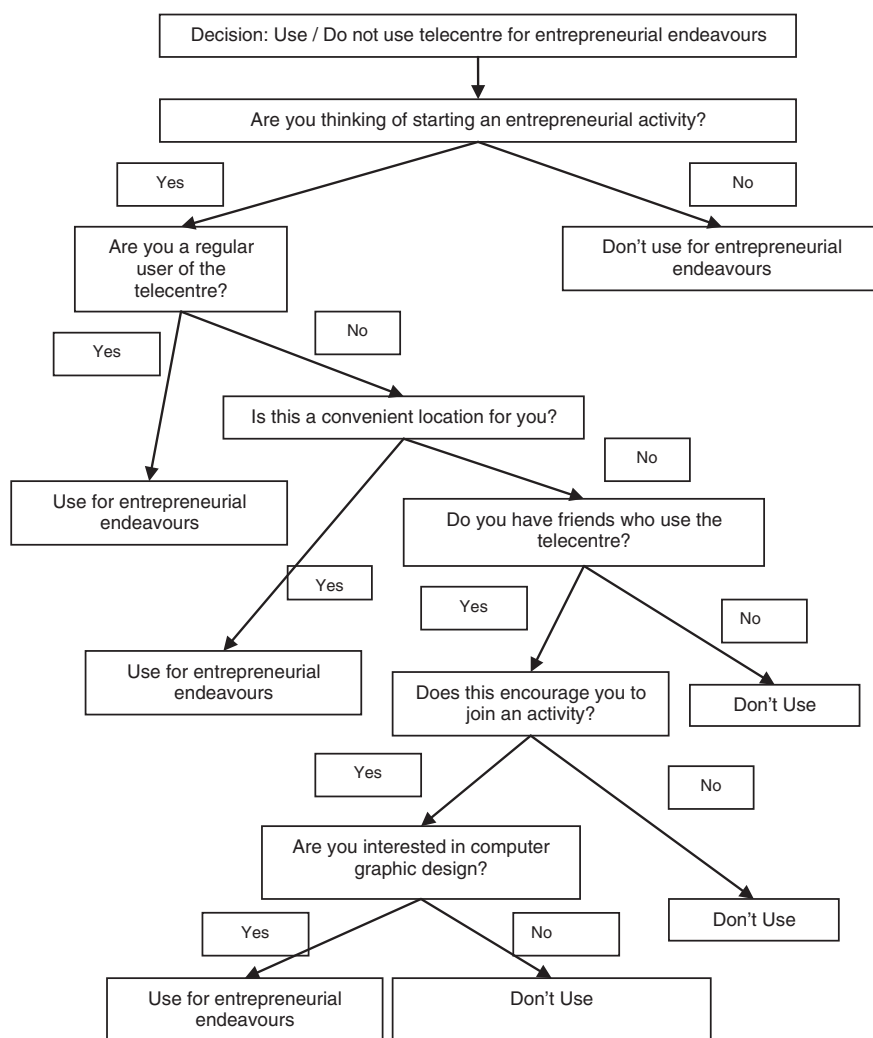 Decision: Use / Do not use telecentre for entrepreneurial endeavours
Are you thinking of starting an entrepreneurial activity?
Yes
No
Are you a regular
user of the
telecentre?
Don't use for entrepreneurial
endeavours
Yes
No
Is this a convenient location for you?
No
Use for entrepreneurial
endeavours
Do you have friends who use the
telecentre?
Yes
Yes
No
Use for entrepreneurial
endeavours
Does this encourage you to
join an activity?
Don't Use
Yes
No
Are you interested in computer
graphic design?
Don't Use
Yes
No
Use for entrepreneurial
endeavours
Don't Use